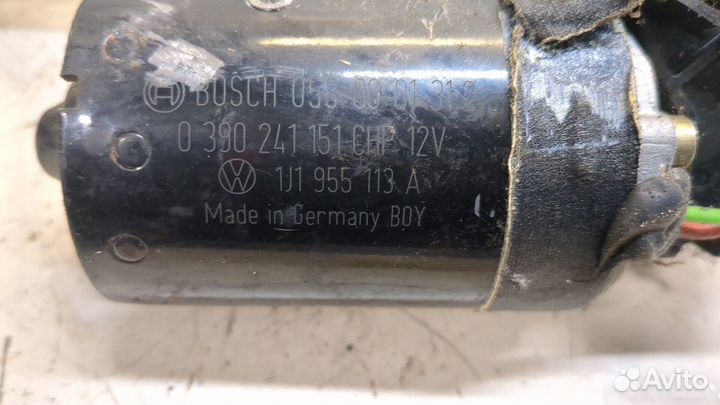 BOSCH
0 390 241 151 CHP 12V
1J1 955 113 A
Made in Germany BOY
Avito